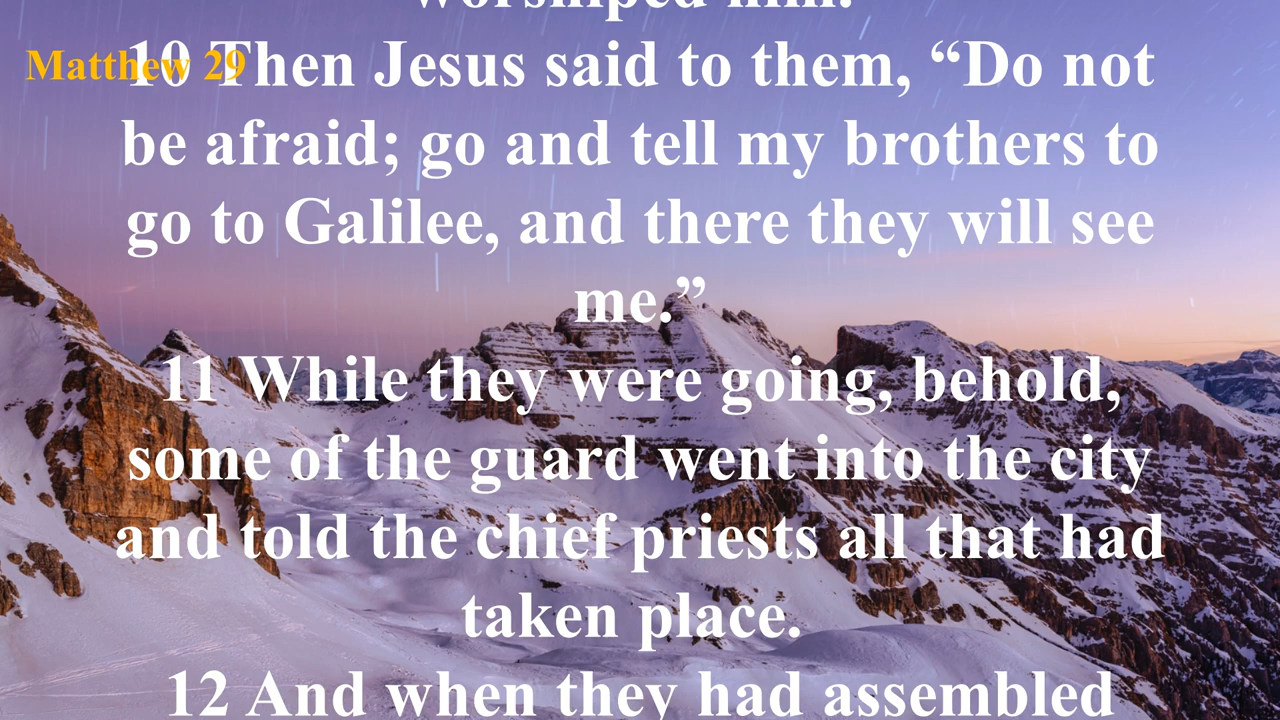 worshiped him.
Matthew 29
10 Then Jesus said to them, “Do not
be afraid; go and tell my brothers to
go to Galilee, and there they will see
me.”
11 While they were going, behold,
some of the guard went into the city
and told the chief priests all that had
taken place.
12 And when they had assembled